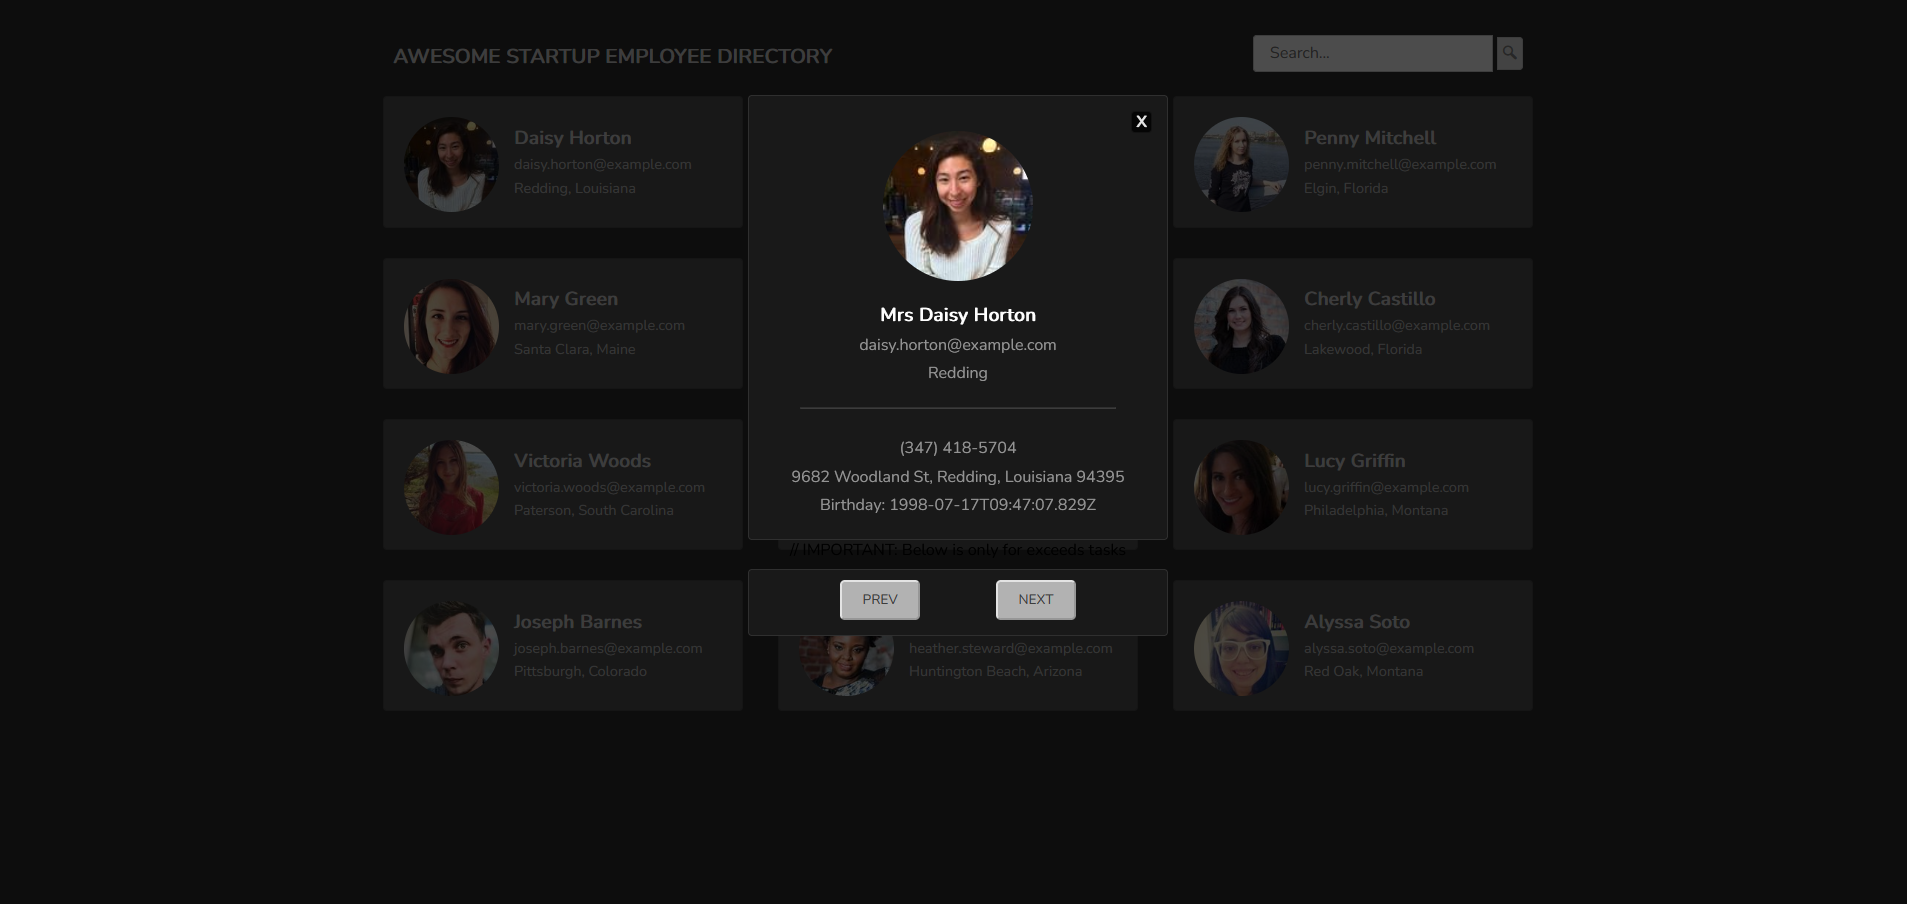 AWESOME STARTUP EMPLOYEE DIRECTORY
Search...
Daisy Horton
daisy.horton@example.com
Redding, Louisiana
X
Mrs Daisy Horton
daisy.horton@example.com
Redding
(347) 418-5704
9682 Woodland St, Redding, Louisiana 94395
Birthday: 1998-07-17T09:47:07.829Z
// IMPORTANT: Below is only for exceeds tasks
PREV
NEXT
Penny Mitchell
penny.mitchell@example.com
Elgin, Florida
Mary Green
mary.green@example.com
Santa Clara, Maine
Cherly Castillo
cherly.castillo@example.com
Lakewood, Florida
Victoria Woods
victoria.woods@example.com
Paterson, South Carolina
Lucy Griffin
lucy.griffin@example.com
Philadelphia, Montana
Joseph Barnes
joseph.barnes@example.com
Pittsburgh, Colorado
heather.steward@example.com
Huntington Beach, Arizona
Alyssa Soto
alyssa.soto@example.com
Red Oak, Montana